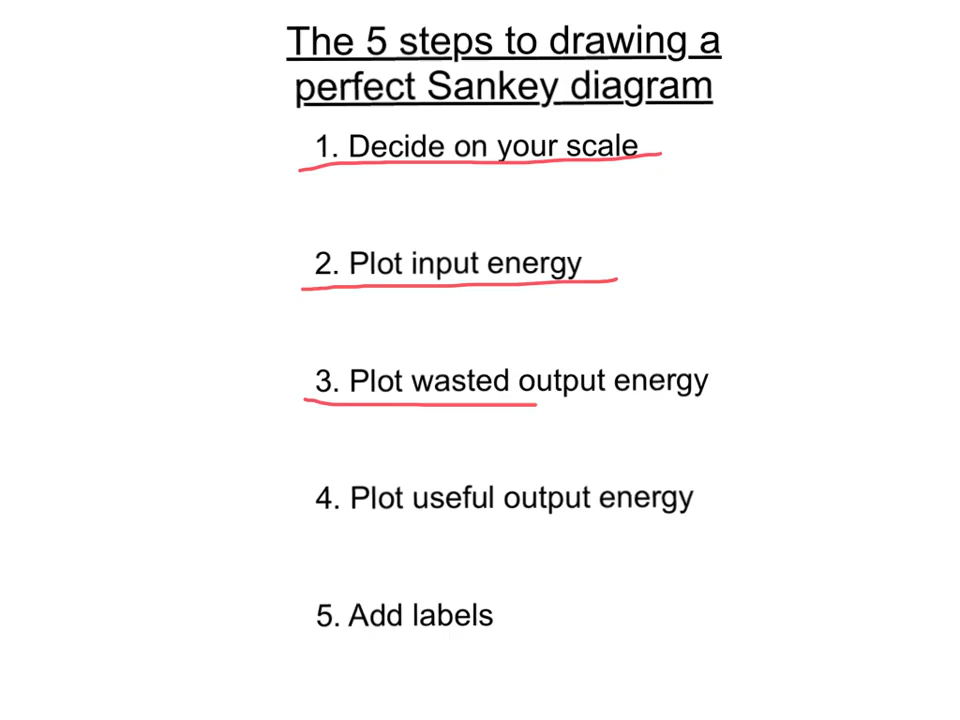 The 5 steps to drawing a
perfect Sankey diagram
1. Decide on your scale
2. Plot input energy
3. Plot wasted output energy
4. Plot useful output energy
5. Add labels